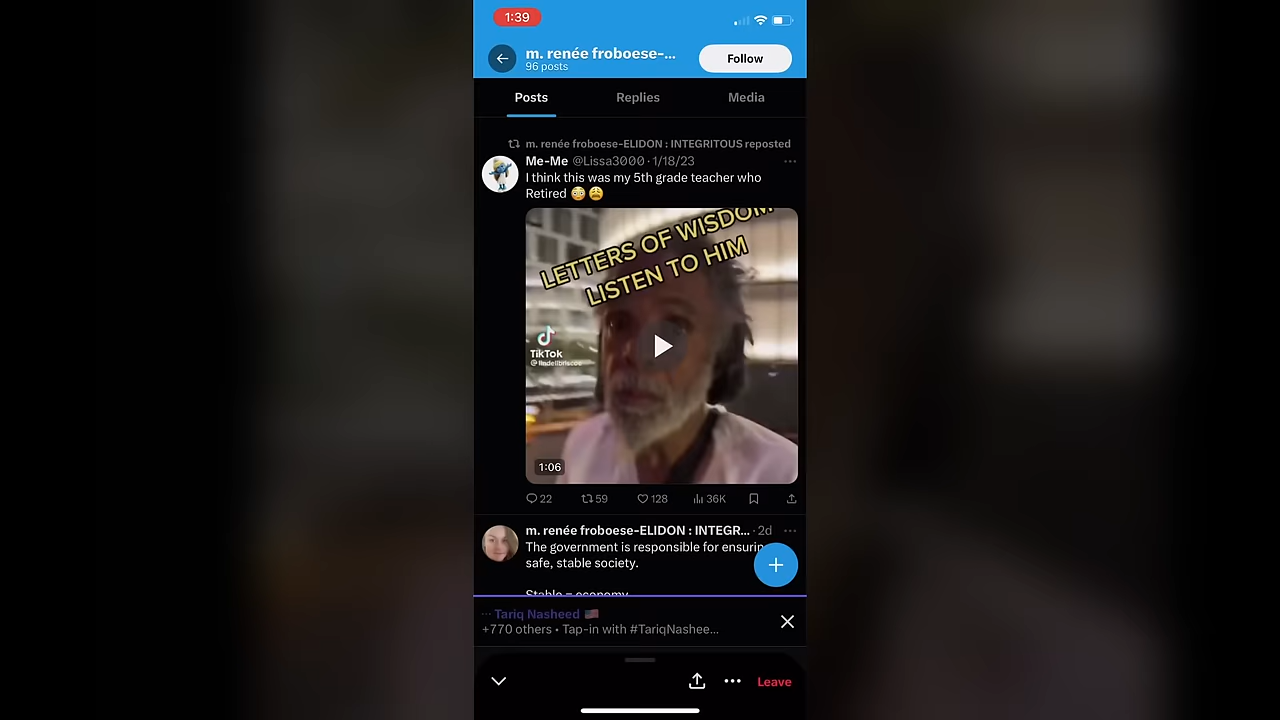 1:39
m. renée froboese-...
96 posts
Follow
Posts
Replies
Media
m. renée froboese-ELIDON : INTEGRITOUS reposted
Me-Me @Lissa3000 · 1/18/23
I think this was my 5th grade teacher who
Retired 😳😩
LETTERS OF WISDOM
LISTEN TO HIM
TikTok
1:06
22
59
128
36K
m. renée froboese-ELIDON : INTEGR... · 2d
The government is responsible for ensurin
safe, stable society.
Stable = economy
Tariq Nasheed 🇺🇸
+770 others • Tap-in with #TariqNashee...
Leave